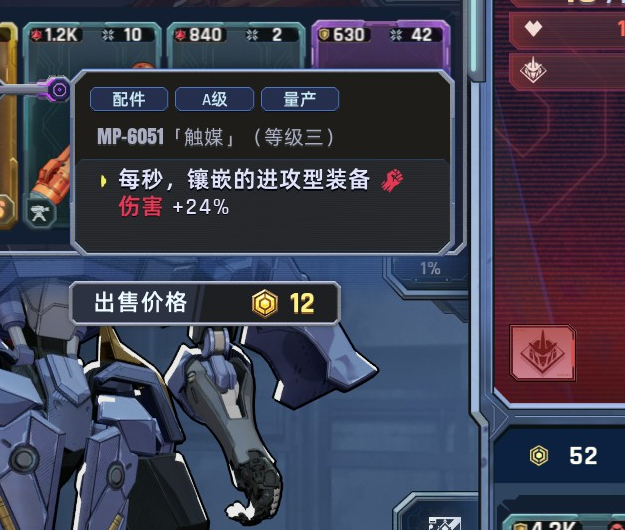 1.2K 10 840 2 630 42
配件 A级 量产
MP-6051「触媒」（等级三）
每秒，镶嵌的进攻型装备
伤害 +24%
1%
出售价格 12
52
4.2K